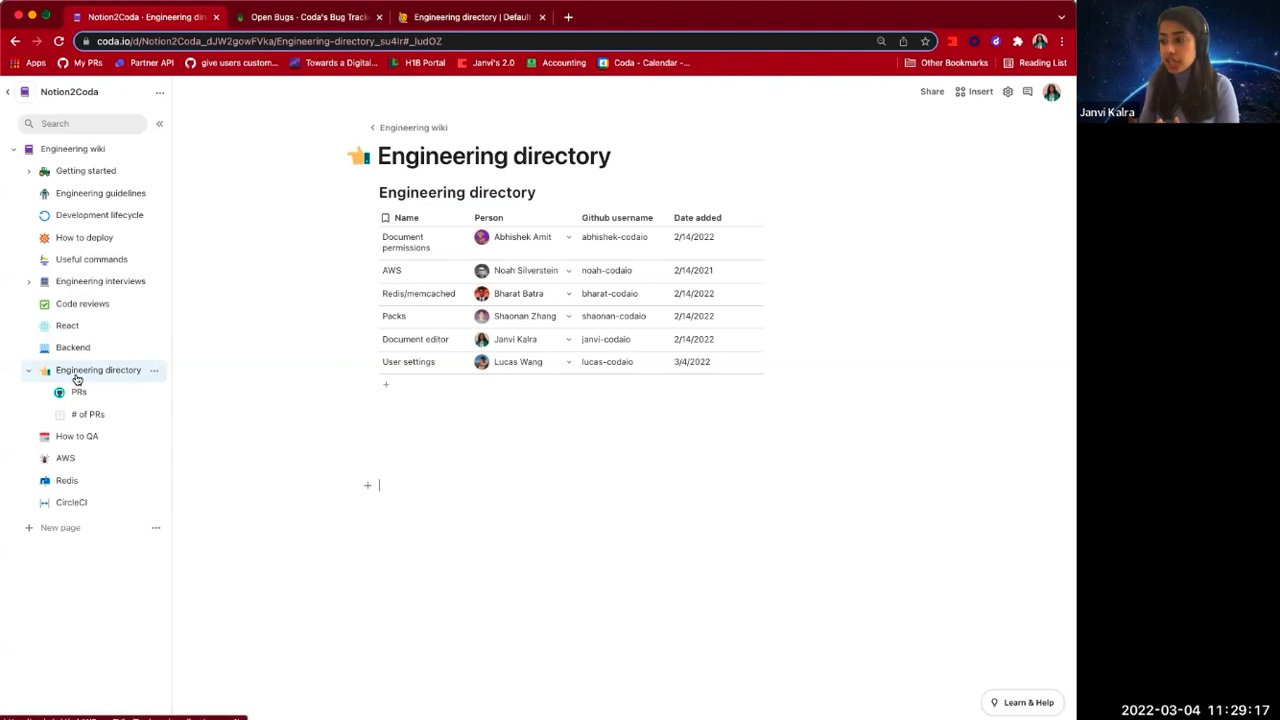 Notion2Coda · Engineering dir
Open Bugs - Coda's Bug Track
Engineering directory | Default
coda.io/d/Notion2Coda_dJW2gowFVka/Engineering-directory_su4lr#_ludOZ
Apps
My PRs
Partner API
give users custom...
Towards a Digital...
H1B Portal
Janvi's 2.0
Accounting
Coda - Calendar -...
Other Bookmarks
Reading List
Notion2Coda
Search
Engineering wiki
Getting started
Engineering guidelines
Development lifecycle
How to deploy
Useful commands
Engineering interviews
Code reviews
React
Backend
Engineering directory
PRs
# of PRs
How to QA
AWS
Redis
CircleCI
New page
Share
Insert
Engineering wiki
Engineering directory
Engineering directory
Name Person Github username Date added
Document permissions Abhishek Amit abhishek-codaio 2/14/2022
AWS Noah Silverstein noah-codaio 2/14/2021
Redis/memcached Bharat Batra bharat-codaio 2/14/2022
Packs Shaonan Zhang shaonan-codaio 2/14/2022
Document editor Janvi Kalra janvi-codaio 2/14/2022
User settings Lucas Wang lucas-codaio 3/4/2022
Learn & Help
Janvi Kalra
2022-03-04 11:29:17